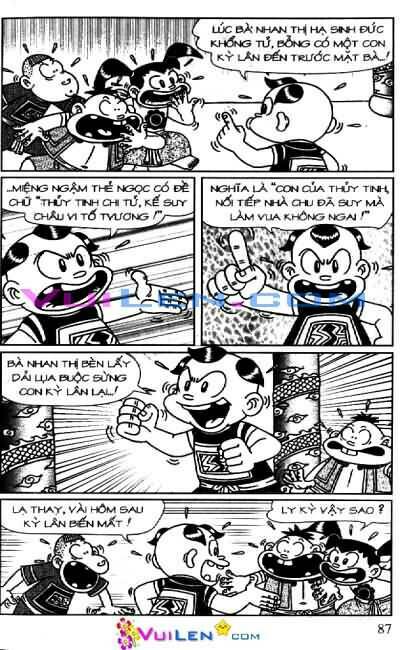 LÚC BÀ NHAN THỊ HẠ SINH ĐỨC
KHỔNG TỬ, BỖNG CÓ MỘT CON
KỲ LÂN ĐẾN TRƯỚC MẶT BÀ..!
..MIỆNG NGẬM THẺ NGỌC CÓ ĐỀ
CHỮ "THỦY TINH CHI TỬ, KẾ SUY
CHÂU VI TỐ TVƯƠNG!"
NGHĨA LÀ "CON CỦA THỦY TINH,
NỐI TIẾP NHÀ CHU ĐÃ SUY MÀ
LÀM VUA KHÔNG NGAI!"
VUILEN.COM
BÀ NHAN THỊ BÈN LẤY
DẢI LỤA BUỘC SỪNG
CON KỲ LÂN LẠI..!
LẠ THAY, VÀI HÔM SAU
KỲ LÂN BIẾN MẤT!
LY KỲ VẬY SAO?
87
VUILEN.COM